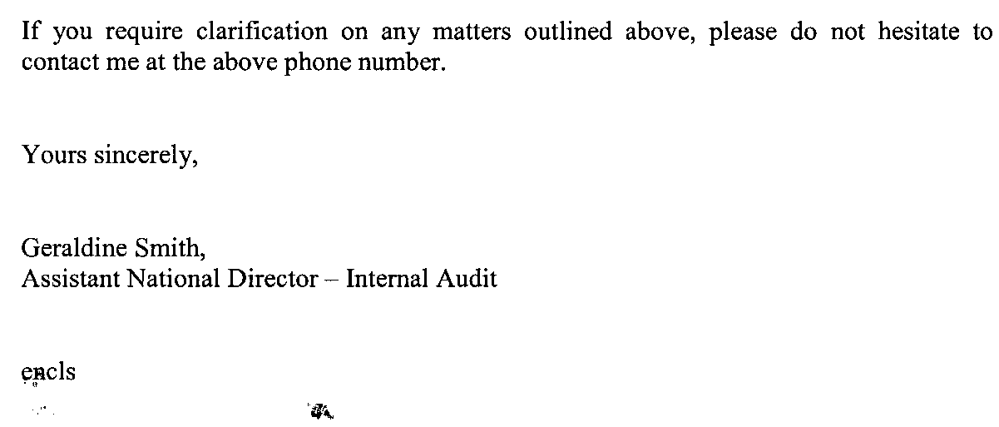 If you require clarification on any matters outlined above, please do not hesitate to
contact me at the above phone number.
Yours sincerely,
Geraldine Smith,
Assistant National Director – Internal Audit
encls